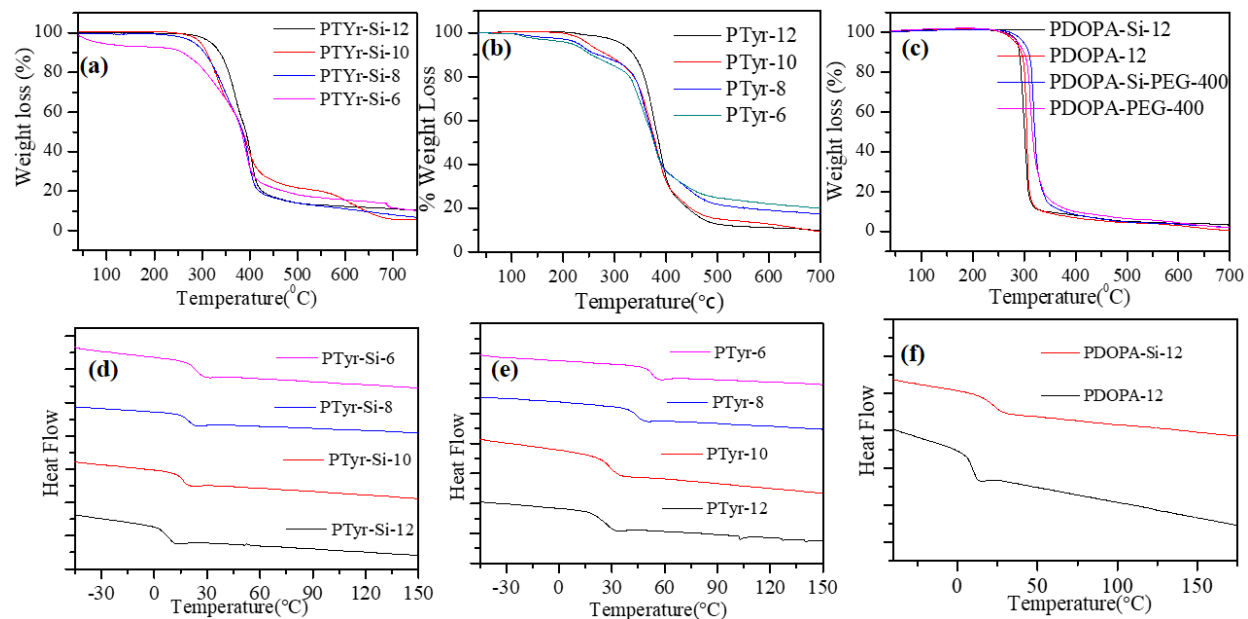 (a)
PTYr-Si-12
PTYr-Si-10
PTYr-Si-8
PTYr-Si-6
Weight loss (%)
100
80
60
40
20
0
100 200 300 400 500 600 700
Temperature(⁰C)
(b)
PTyr-12
PTyr-10
PTyr-8
PTyr-6
% Weight Loss
100
80
60
40
20
0
100 200 300 400 500 600 700
Temperature(°c)
(c)
PDOPA-Si-12
PDOPA-12
PDOPA-Si-PEG-400
PDOPA-PEG-400
Weight loss (%)
100
80
60
40
20
0
100 200 300 400 500 600 700
Temperature(⁰C)
(d)
PTyr-Si-6
PTyr-Si-8
PTyr-Si-10
PTyr-Si-12
Heat Flow
-30 0 30 60 90 120 150
Temperature(°C)
(e)
PTyr-6
PTyr-8
PTyr-10
PTyr-12
Heat Flow
-30 0 30 60 90 120 150
Temperature(°C)
(f)
PDOPA-Si-12
PDOPA-12
Heat Flow
0 50 100 150
Temperature(°C)